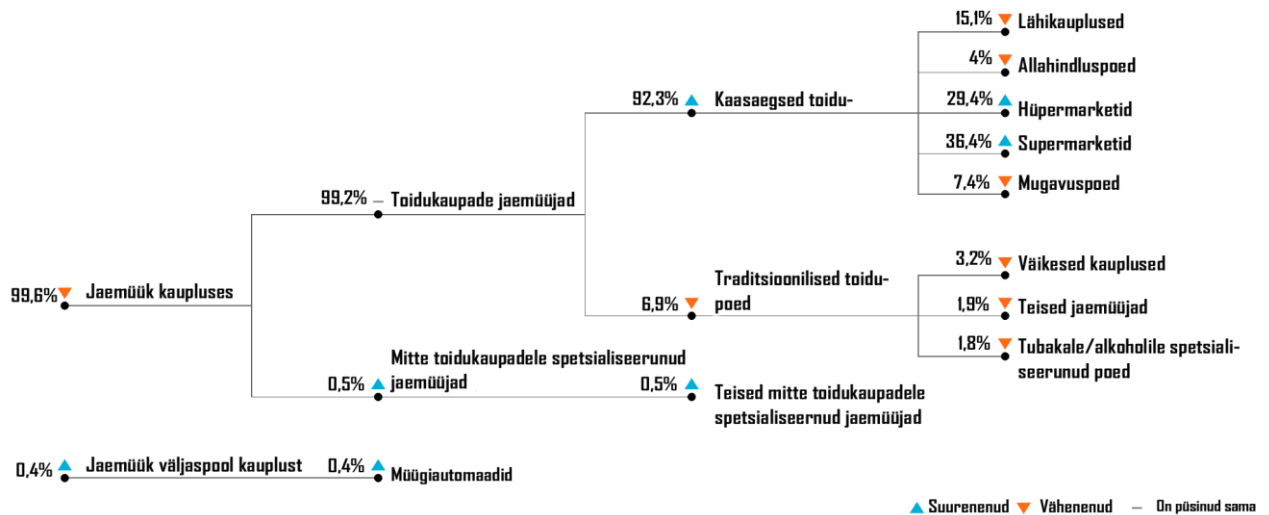 15,1% Lähikauplused
4% Allahindluspoed
92,3% Kaasaegsed toidu-
29,4% Hüpermarketid
36,4% Supermarketid
7,4% Mugavuspoed
99,2% – Toidukaupade jaemüüjad
3,2% Väikesed kauplused
99,6% Jaemüük kaupluses
6,9% Traditsioonilised toidu-
poed
1,9% Teised jaemüüjad
1,8% Tubakale/alkoholile spetsiali-
seerunud poed
0,5% Mitte toidukaupadele spetsialiseerunud
jaemüüjad
0,5% Teised mitte toidukaupadele
spetsialiseernud jaemüüjad
0,4% Jaemüük väljaspool kauplust
0,4% Müügiautomaadid
Suurenenud Vähenenud – On püsinud sama